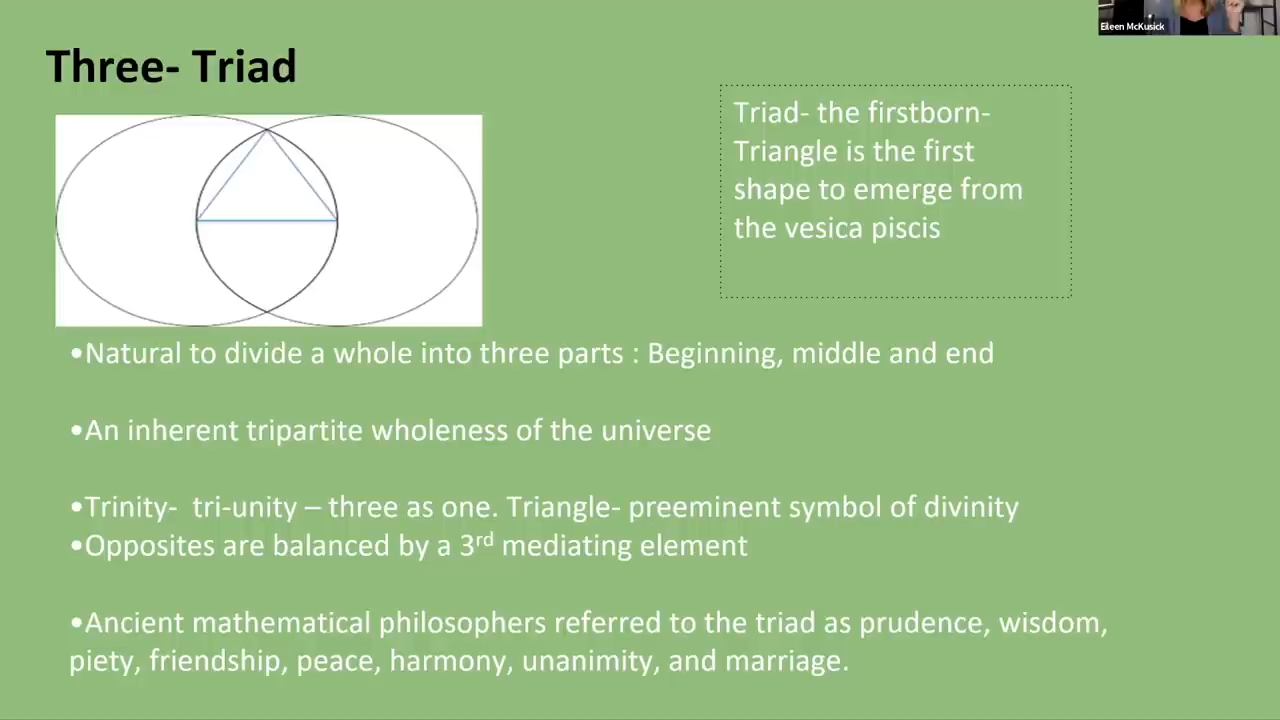 Eileen McKusick
Three- Triad
Triad- the firstborn-
Triangle is the first
shape to emerge from
the vesica piscis
•Natural to divide a whole into three parts : Beginning, middle and end
•An inherent tripartite wholeness of the universe
•Trinity-  tri-unity – three as one. Triangle- preeminent symbol of divinity
•Opposites are balanced by a 3rd mediating element
•Ancient mathematical philosophers referred to the triad as prudence, wisdom,
piety, friendship, peace, harmony, unanimity, and marriage.